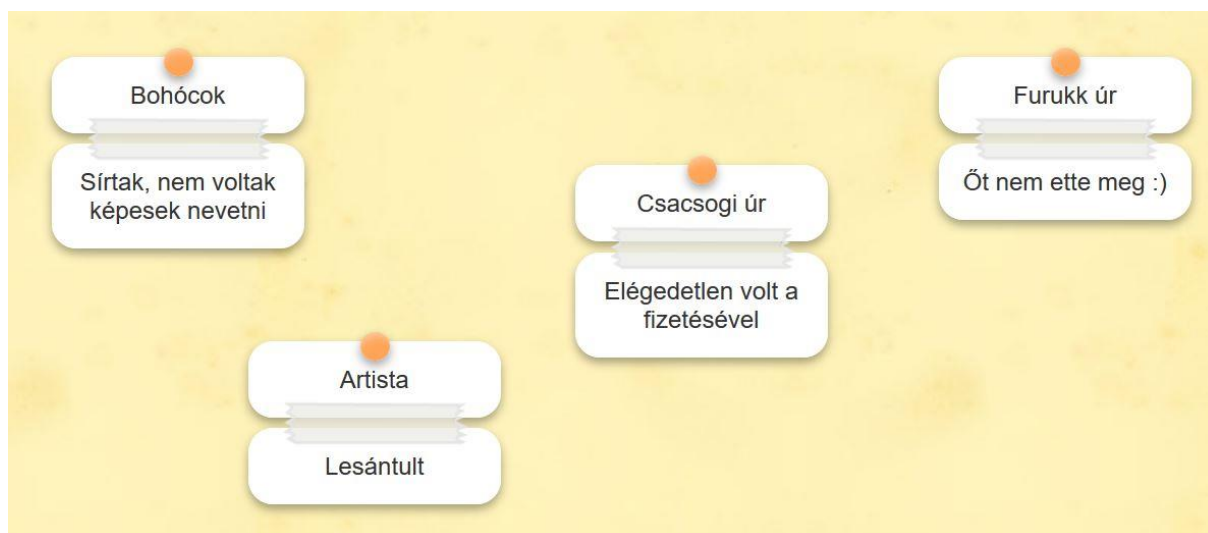 Bohócok
Sírtak, nem voltak
képesek nevetni
Artista
Lesántult
Csacsogi úr
Elégedetlen volt a
fizetésével
Furukk úr
Őt nem ette meg :)